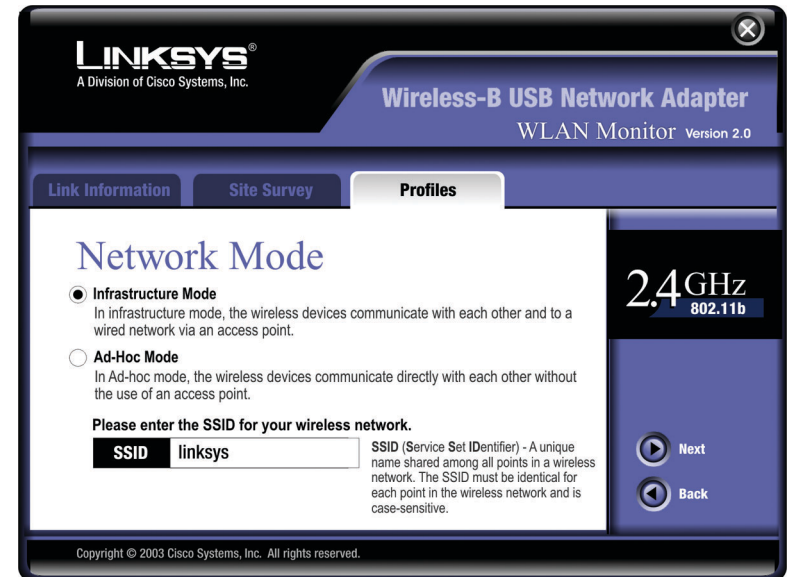 LINKSYS®
A Division of Cisco Systems, Inc.
Wireless-B USB Network Adapter
WLAN Monitor Version 2.0
Link Information Site Survey Profiles
Network Mode
Infrastructure Mode
In infrastructure mode, the wireless devices communicate with each other and to a
wired network via an access point.
Ad-Hoc Mode
In Ad-hoc mode, the wireless devices communicate directly with each other without
the use of an access point.
Please enter the SSID for your wireless network.
SSID linksys
SSID (Service Set IDentifier) - A unique
name shared among all points in a wireless
network. The SSID must be identical for
each point in the wireless network and is
case-sensitive.
2.4GHz
802.11b
Next
Back
Copyright © 2003 Cisco Systems, Inc. All rights reserved.